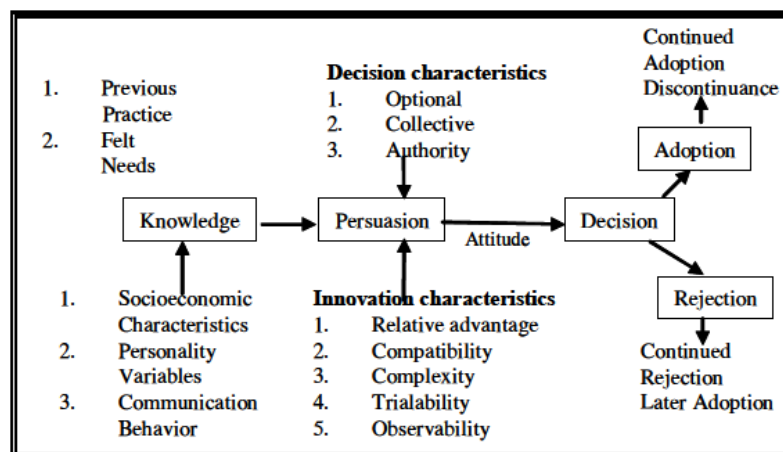 1. Previous
Practice
2. Felt
Needs
Decision characteristics
1. Optional
2. Collective
3. Authority
Continued
Adoption
Discontinuance
Adoption
Knowledge
Persuasion
Attitude
Decision
Rejection
1. Socioeconomic
Characteristics
2. Personality
Variables
3. Communication
Behavior
Innovation characteristics
1. Relative advantage
2. Compatibility
3. Complexity
4. Trialability
5. Observability
Continued
Rejection
Later Adoption